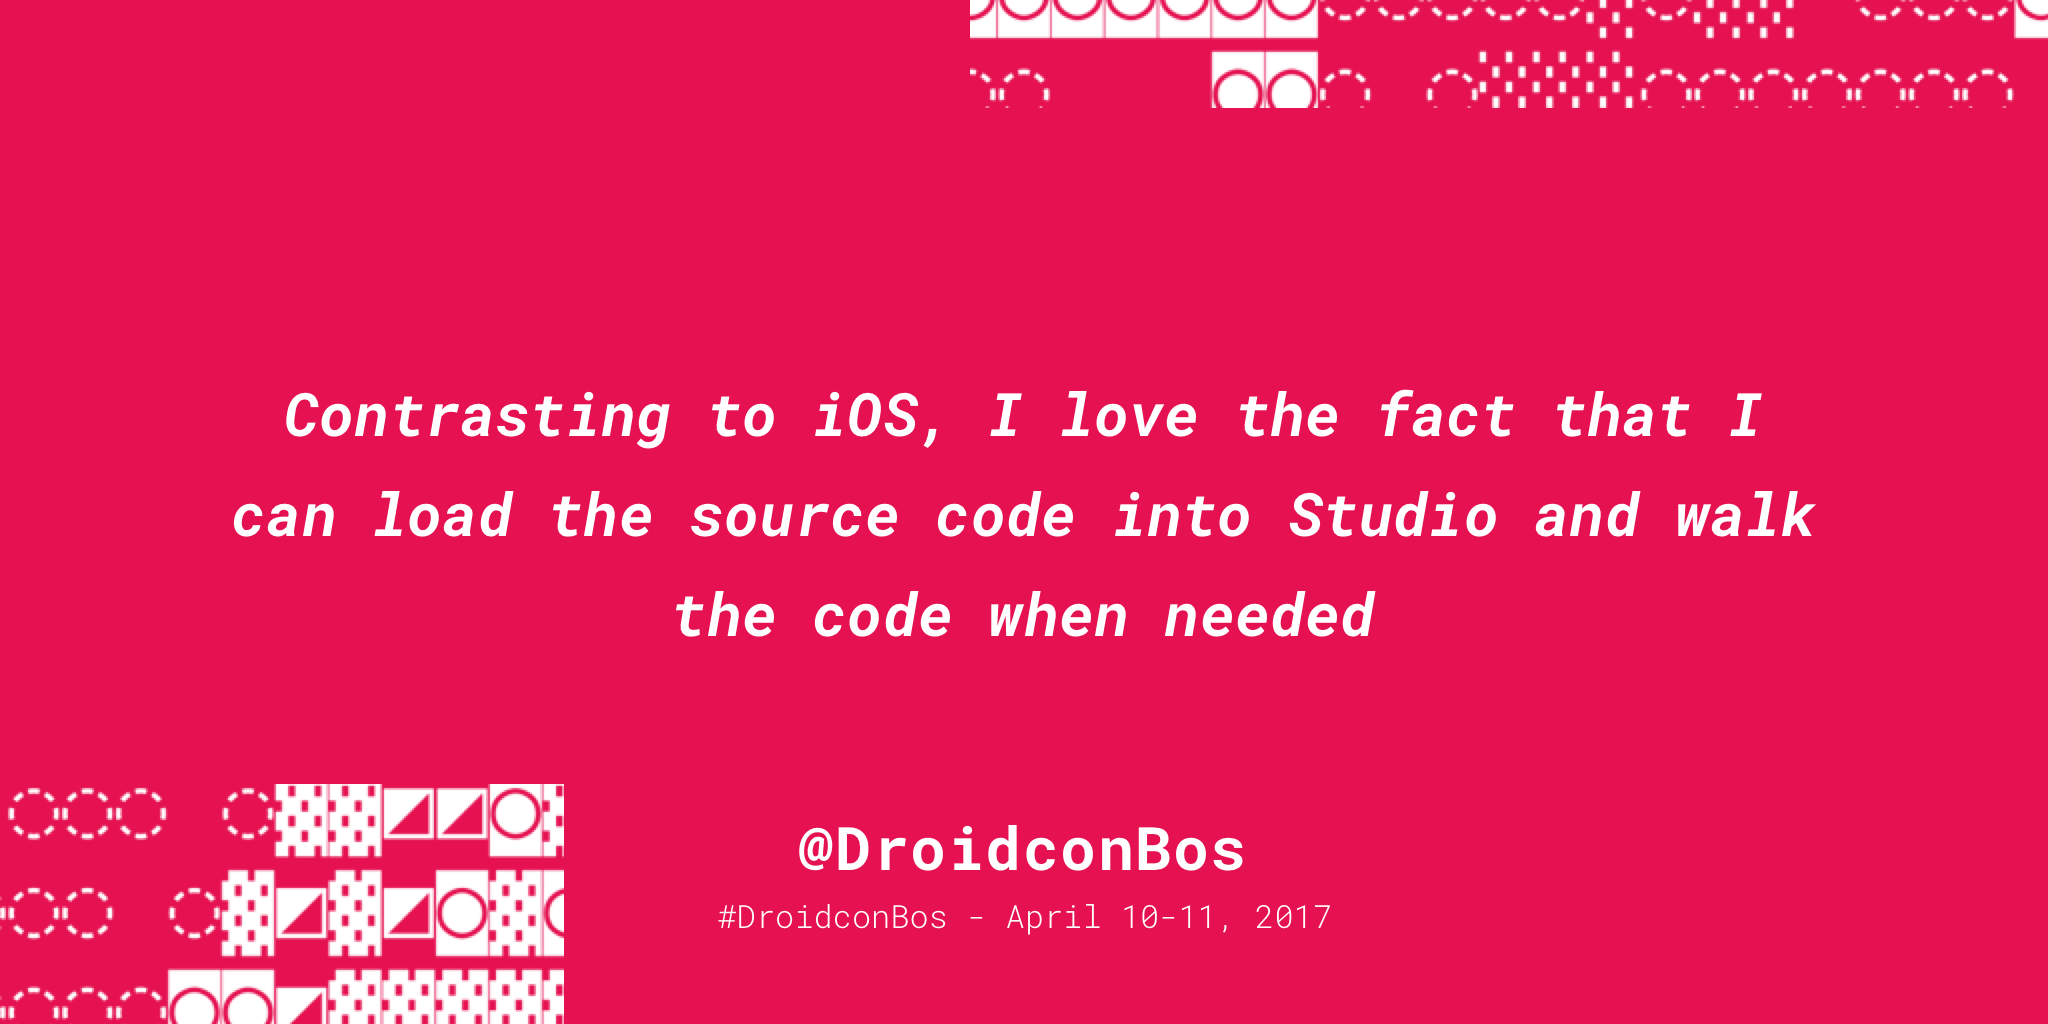 Contrasting to iOS, I love the fact that I
can load the source code into Studio and walk
the code when needed
@DroidconBos
#DroidconBos - April 10-11, 2017